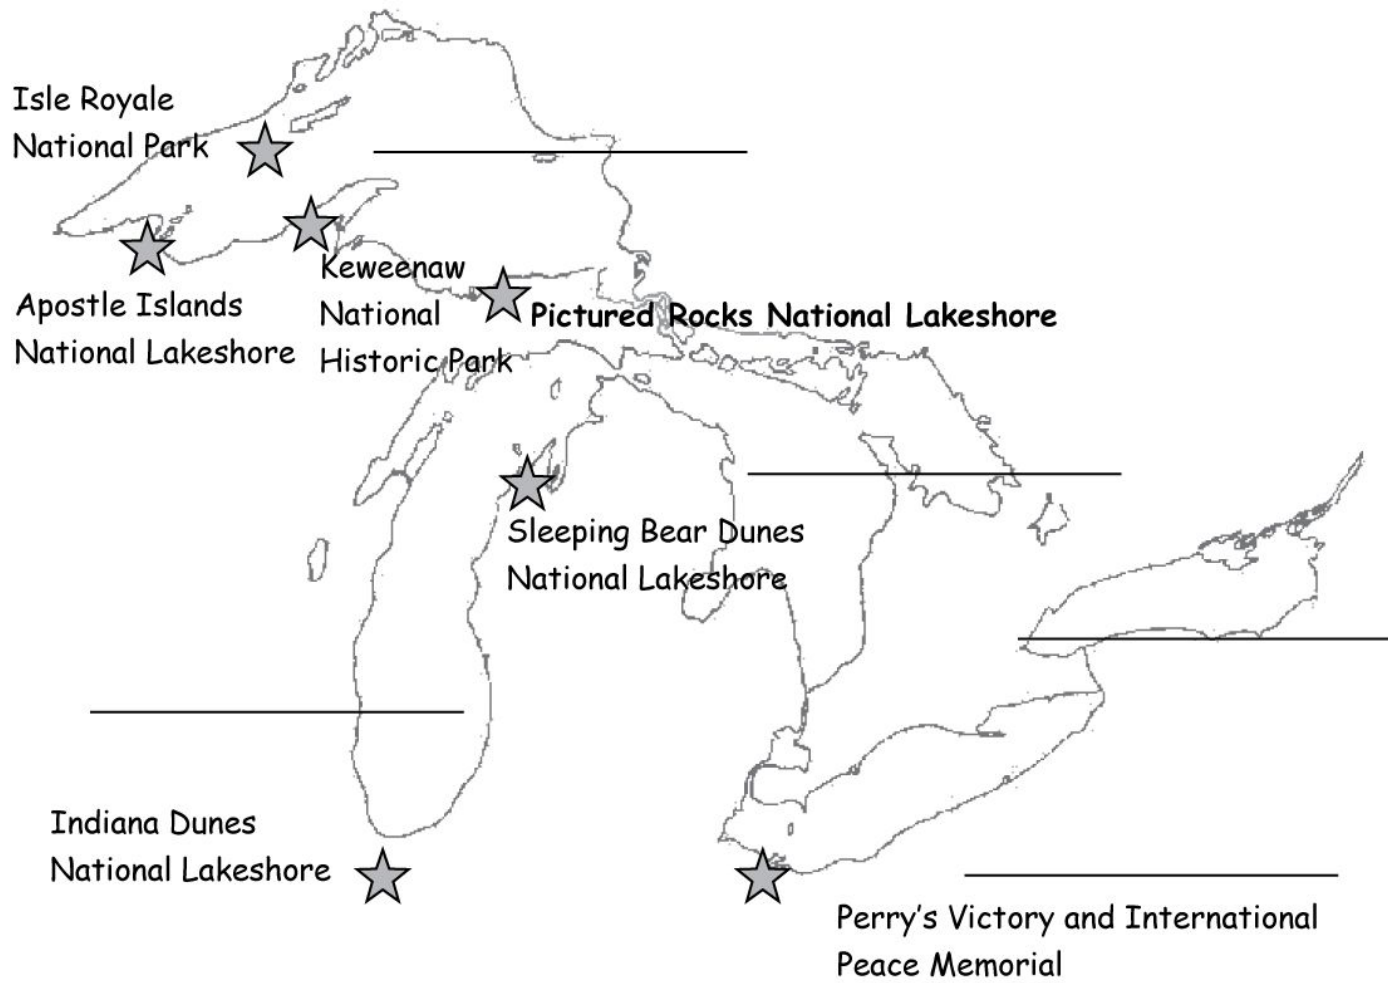 Isle Royale
National Park
Keweenaw
National
Historic Park
Apostle Islands
National Lakeshore
Pictured Rocks National Lakeshore
Sleeping Bear Dunes
National Lakeshore
Indiana Dunes
National Lakeshore
Perry's Victory and International
Peace Memorial